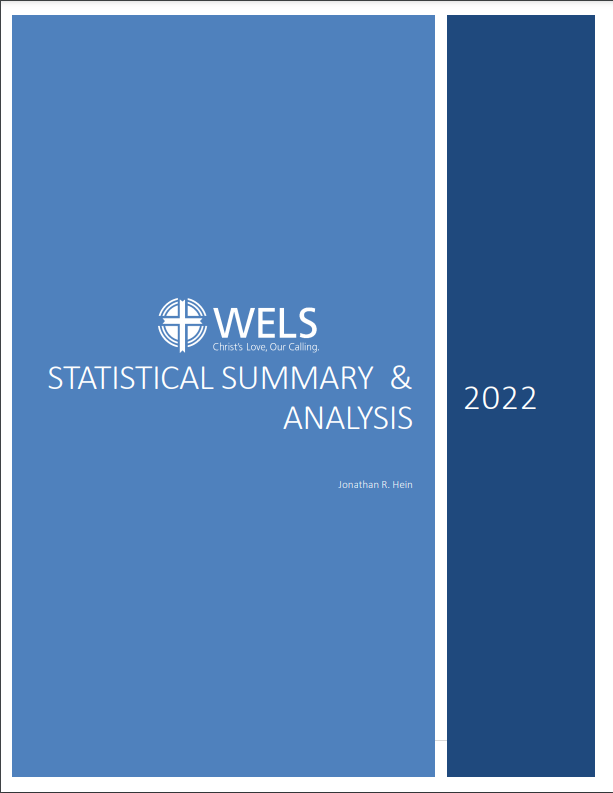 WELS
Christ's Love, Our Calling.
STATISTICAL SUMMARY &
ANALYSIS
2022
Jonathan R. Hein